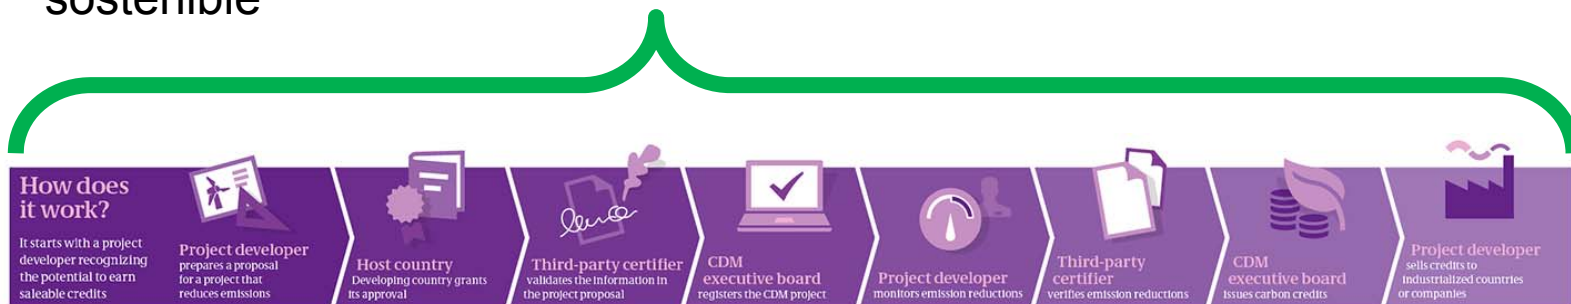 sostenible
How does
it work?
It starts with a project
developer recognizing
the potential to earn
saleable credits
Project developer
prepares a proposal
for a project that
reduces emissions
Host country
Developing country grants
its approval
Third-party certifier
validates the information in
the project proposal
CDM
executive board
registers the CDM project
Project developer
monitors emission reductions
Third-party
certifier
verifies emission reductions
CDM
executive board
issues carbon credits
Project developer
sells credits to
industrialized countries
or companies